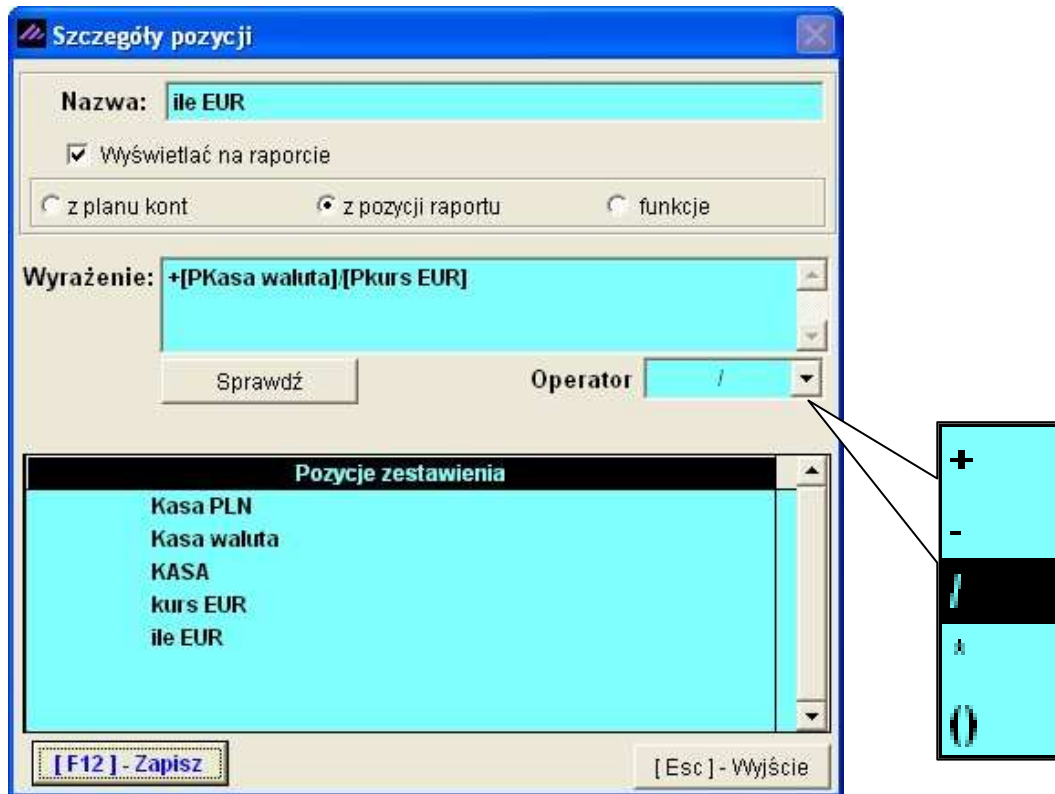 Szczegóły pozycji
Nazwa: ile EUR
Wyświetlać na raporcie
z planu kont z pozycji raportu funkcje
Wyrażenie: +[PKasa waluta]/[Pkurs EUR]
Sprawdź Operator /
Pozycje zestawienia
Kasa PLN
Kasa waluta
KASA
kurs EUR
ile EUR
+
-
/
*
()
[ F12 ] - Zapisz [ Esc ] - Wyjście